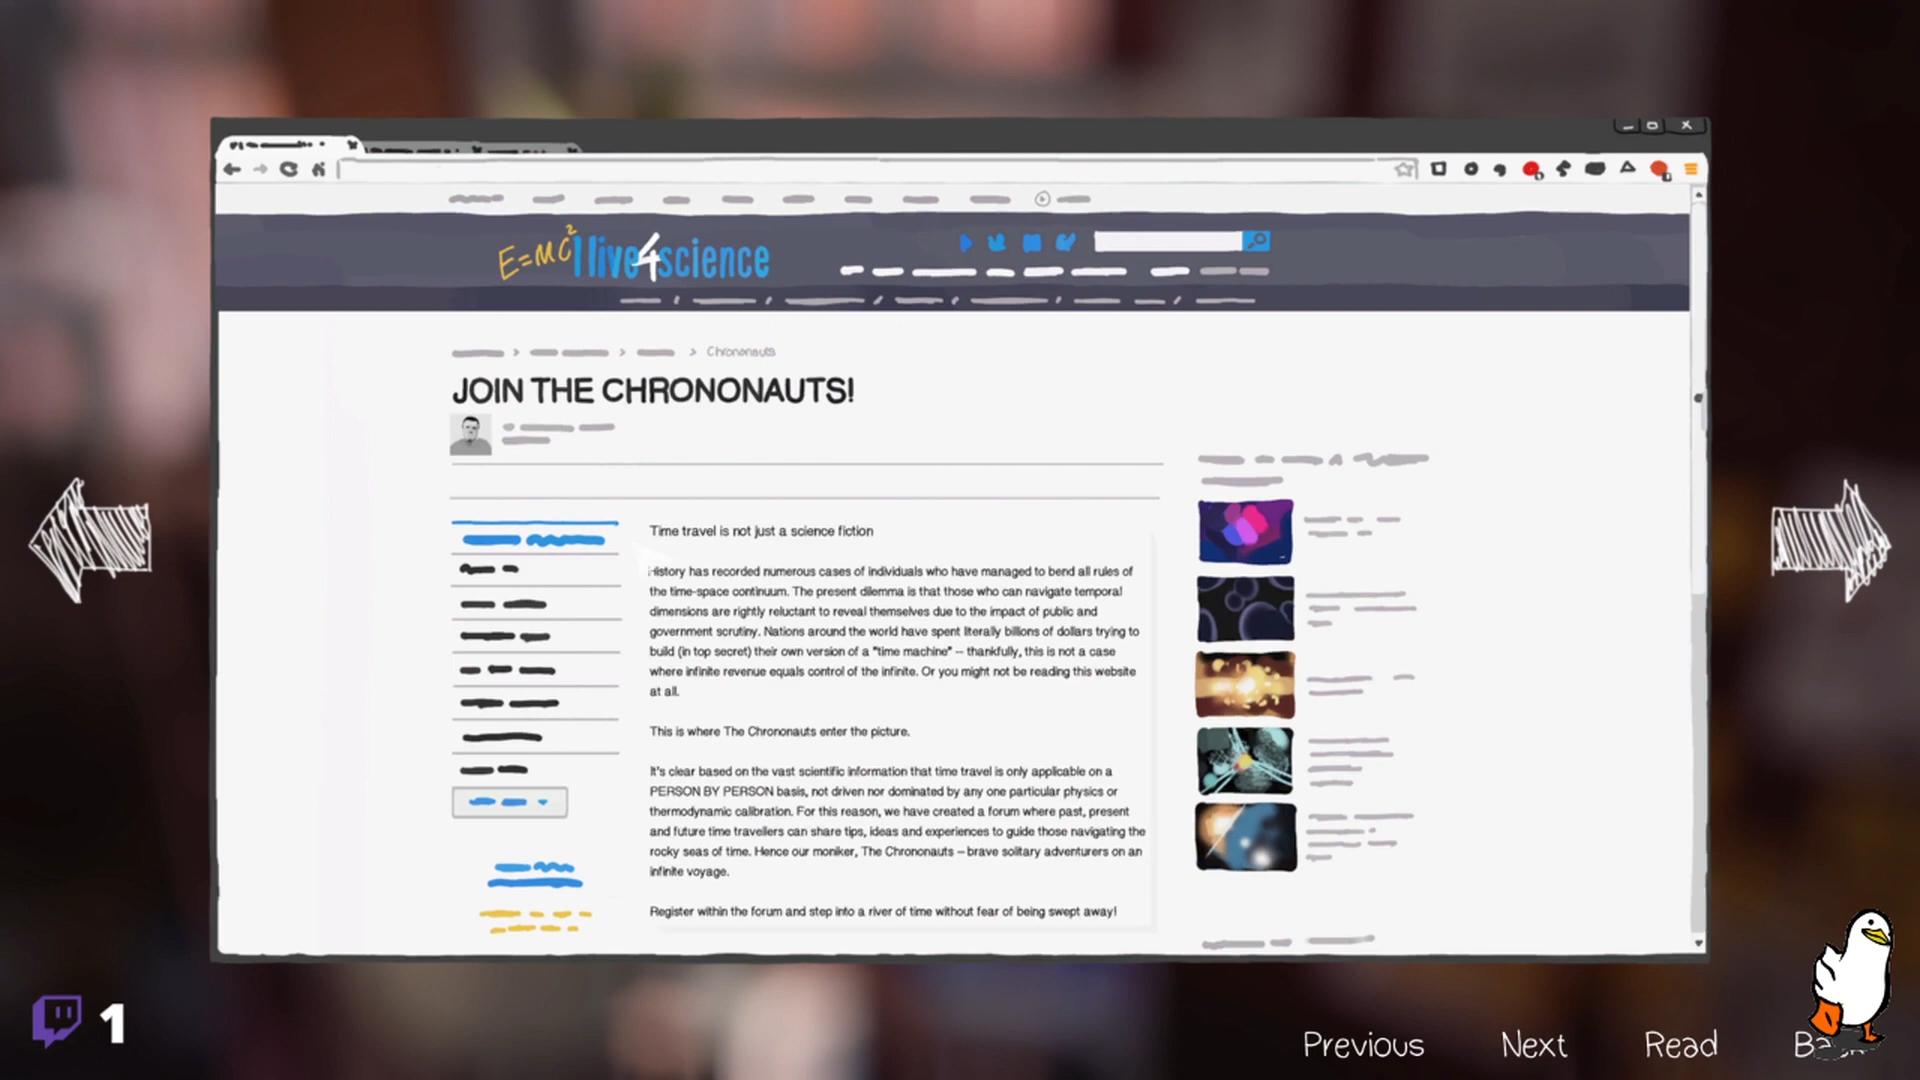 E=MC²
I live4science
Chrononauts
JOIN THE CHRONONAUTS!
Time travel is not just a science fiction
History has recorded numerous cases of individuals who have managed to bend all rules of
the time-space continuum. The present dilemma is that those who can navigate temporal
dimensions are rightly reluctant to reveal themselves due to the impact of public and
government scrutiny. Nations around the world have spent literally billions of dollars trying to
build (in top secret) their own version of a "time machine" -- thankfully, this is not a case
where infinite revenue equals control of the infinite. Or you might not be reading this website
at all.
This is where The Chrononauts enter the picture.
It's clear based on the vast scientific information that time travel is only applicable on a
PERSON BY PERSON basis, not driven nor dominated by any one particular physics or
thermodynamic calibration. For this reason, we have created a forum where past, present
and future time travellers can share tips, ideas and experiences to guide those navigating the
rocky seas of time. Hence our moniker, The Chrononauts – brave solitary adventurers on an
infinite voyage.
Register within the forum and step into a river of time without fear of being swept away!
1
Previous
Next
Read